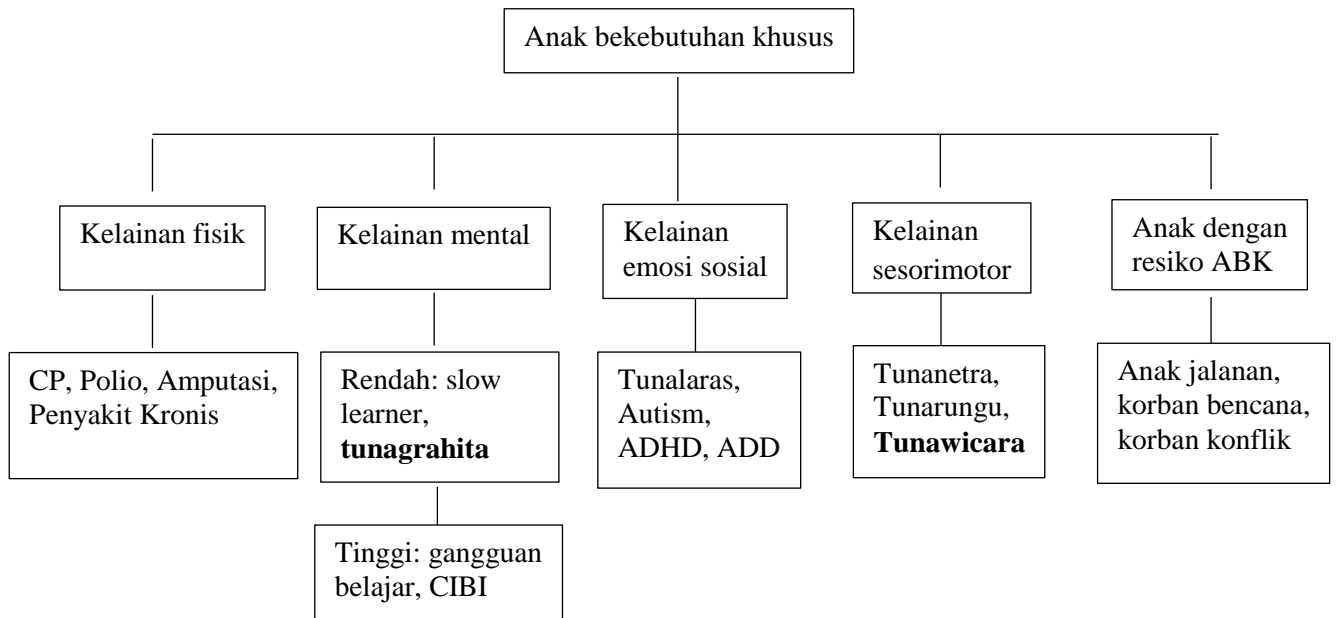 Anak bekebutuhan khusus
Kelainan fisik
Kelainan mental
Kelainan
emosi sosial
Kelainan
sesorimotor
Anak dengan
resiko ABK
CP, Polio, Amputasi,
Penyakit Kronis
Rendah: slow
learner,
tunagrahita
Tunalaras,
Autism,
ADHD, ADD
Tunanetra,
Tunarungu,
Tunawicara
Anak jalanan,
korban bencana,
korban konflik
Tinggi: gangguan
belajar, CIBI